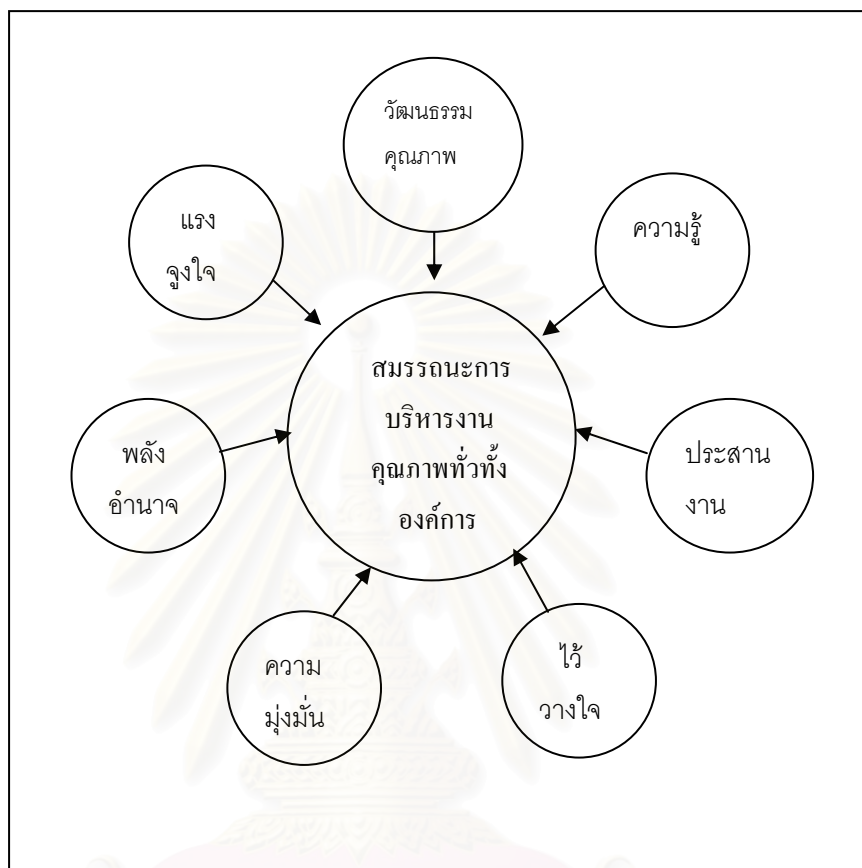 วัฒนธรรม
คุณภาพ
แรง
จูงใจ
ความรู้
สมรรถนะการ
บริหารงาน
คุณภาพทั่วทั้ง
องค์การ
พลัง
อำนาจ
ประสาน
งาน
ความ
มุ่งมั่น
ไว้
วางใจ